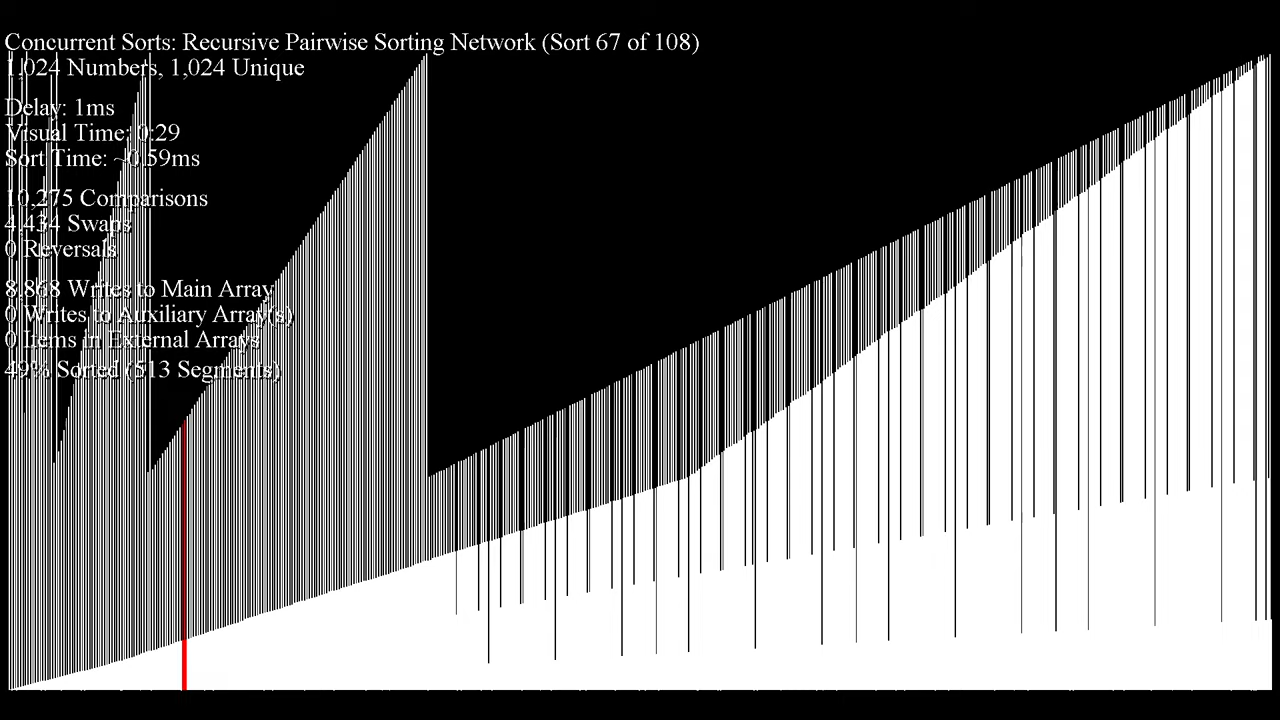 Concurrent Sorts: Recursive Pairwise Sorting Network (Sort 67 of 108)
1,024 Numbers, 1,024 Unique
Delay: 1ms
Visual Time: 0:29
Sort Time: ~0.59ms
10,275 Comparisons
4,434 Swaps
0 Reversals
8,868 Writes to Main Array
0 Writes to Auxiliary Array(s)
0 Items in External Arrays
49% Sorted (513 Segments)